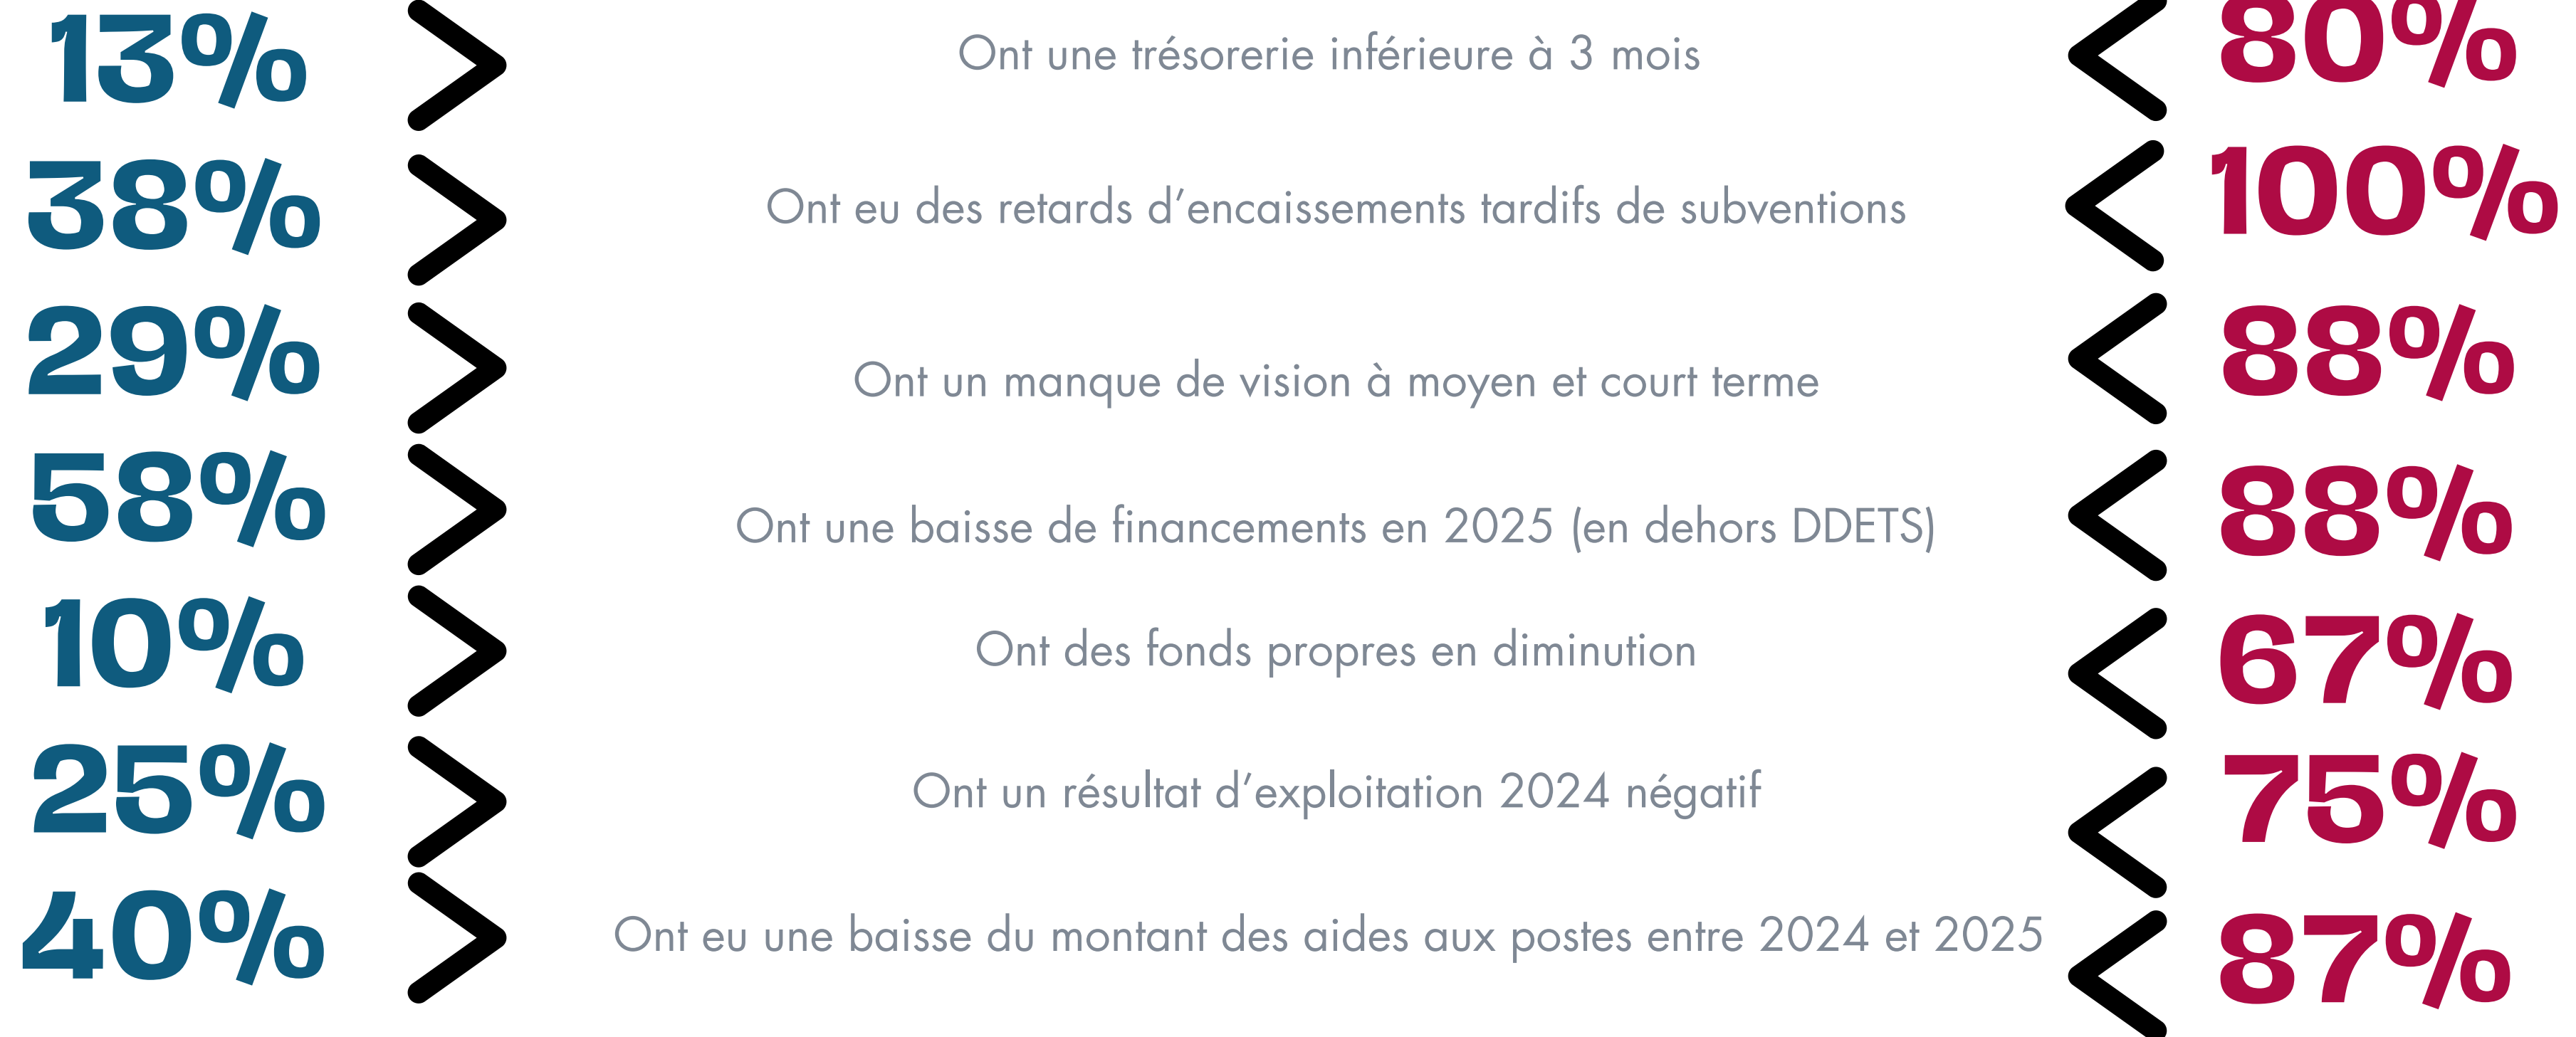 13% > Ont une trésorerie inférieure à 3 mois < 80%
38% > Ont eu des retards d’encaissements tardifs de subventions < 100%
29% > Ont un manque de vision à moyen et court terme < 88%
58% > Ont une baisse de financements en 2025 (en dehors DDETS) < 88%
10% > Ont des fonds propres en diminution < 67%
25% > Ont un résultat d’exploitation 2024 négatif < 75%
40% > Ont eu une baisse du montant des aides aux postes entre 2024 et 2025 < 87%